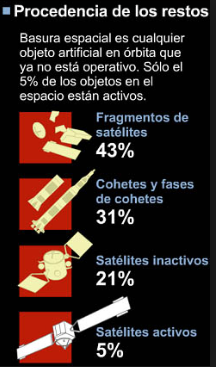 Procedencia de los restos
Basura espacial es cualquier
objeto artificial en órbita que
ya no está operativo. Sólo el
5% de los objetos en el
espacio están activos.
Fragmentos de
satélites
43%
Cohetes y fases
de cohetes
31%
Satélites inactivos
21%
Satélites activos
5%